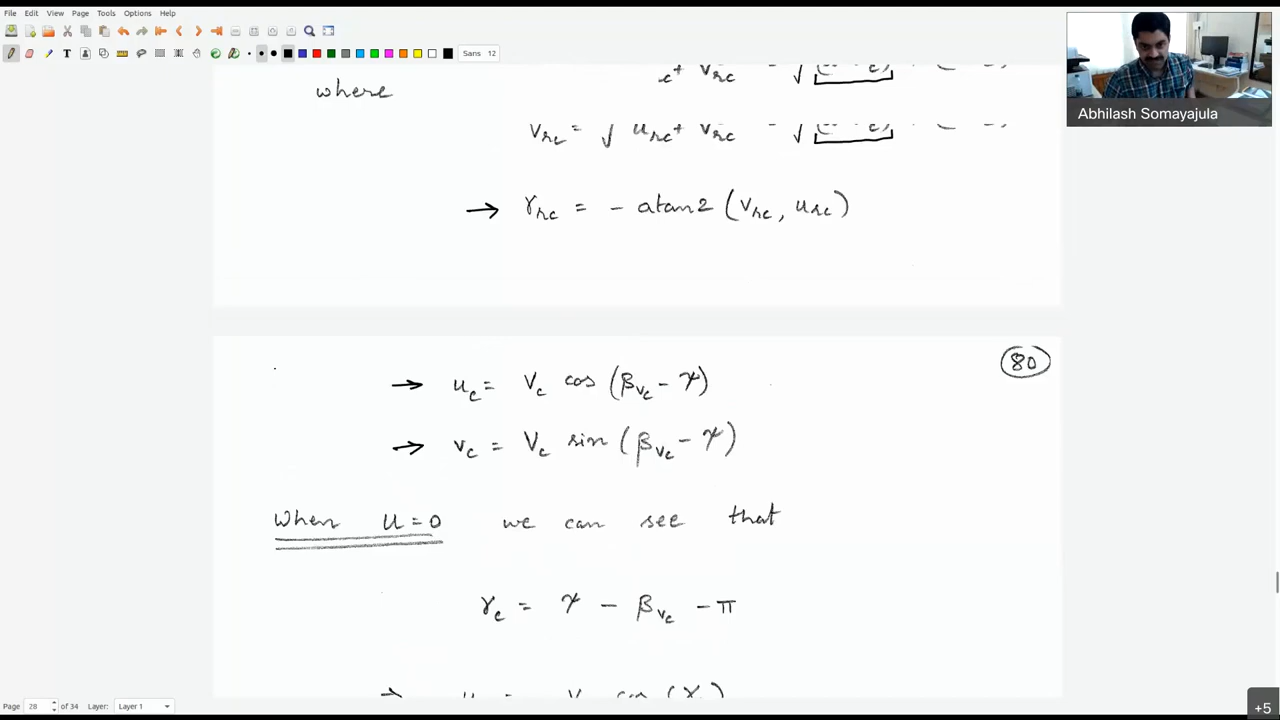 File Edit View Page Tools Options Help
Sans 12
Abhilash Somayajula
where
V_rc = √ u_rc + v_rc = √
→ γ_rc = - atan2 (v_rc, u_rc)
80
→ u_c = V_c cos (β_Vc - ψ)
→ v_c = V_c sin (β_Vc - ψ)
When U=0 we can see that
γ_c = ψ - β_Vc - π
Page 28 of 34 Layer: Layer 1
+5